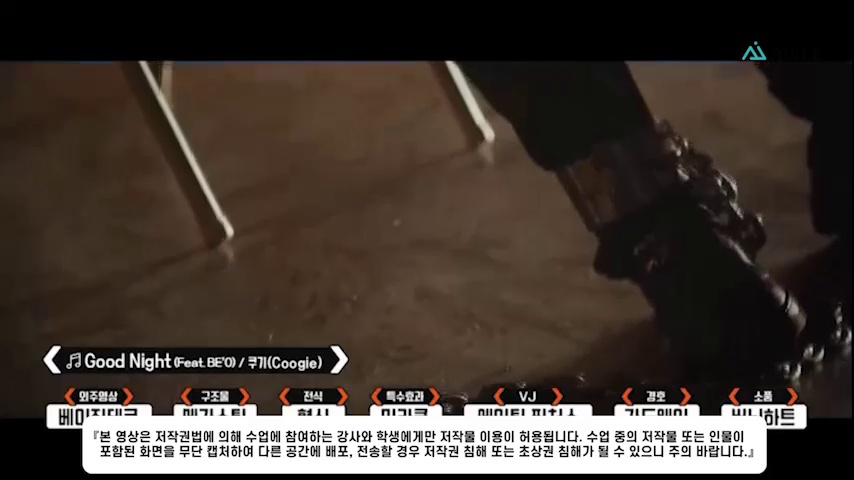 Good Night (Feat. BE'O) / 쿠기(Coogie)
외주영상 구조물 전식 특수효과 VJ 경호 소품
『본 영상은 저작권법에 의해 수업에 참여하는 강사와 학생에게만 저작물 이용이 허용됩니다. 수업 중의 저작물 또는 인물이
포함된 화면을 무단 캡처하여 다른 공간에 배포, 전송할 경우 저작권 침해 또는 초상권 침해가 될 수 있으니 주의 바랍니다.』